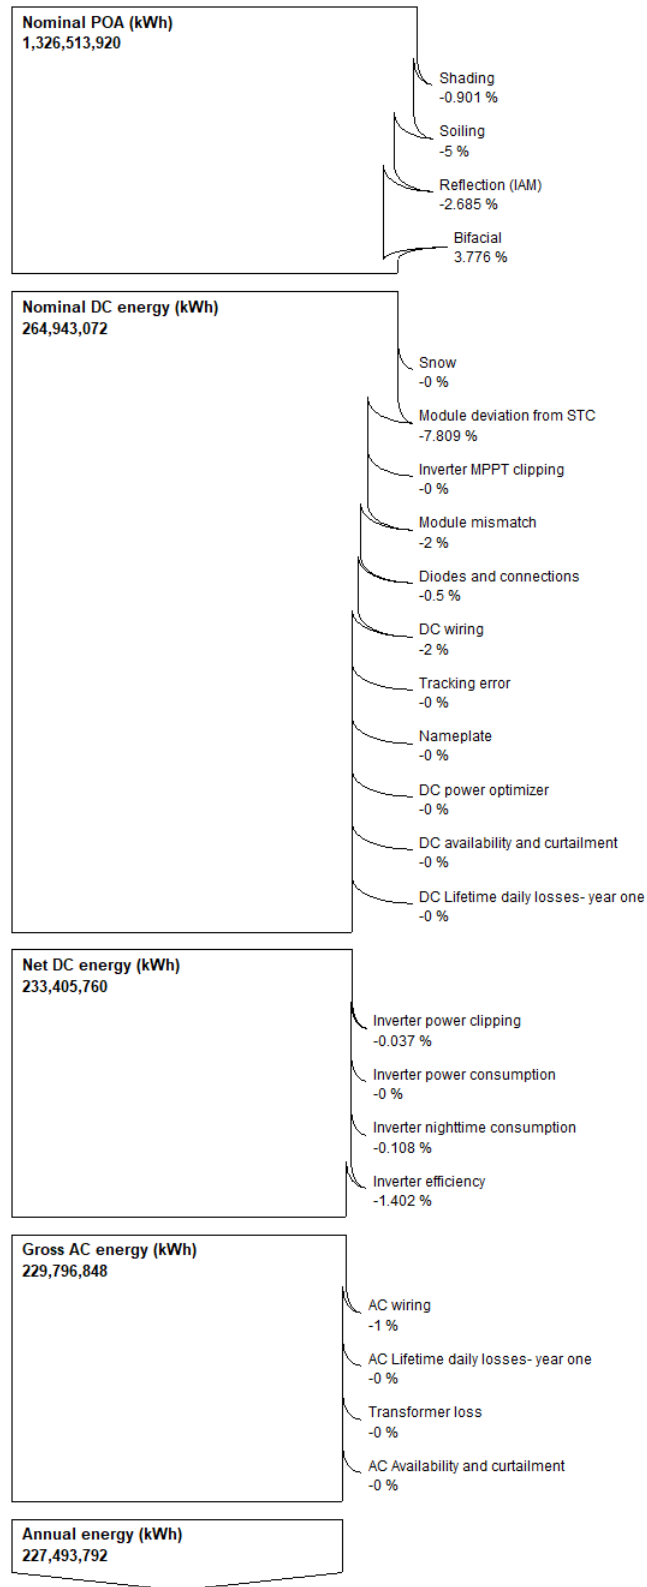 Nominal POA (kWh)
1,326,513,920
Shading
-0.901 %
Soiling
-5 %
Reflection (IAM)
-2.685 %
Bifacial
3.776 %
Nominal DC energy (kWh)
264,943,072
Snow
-0 %
Module deviation from STC
-7.809 %
Inverter MPPT clipping
-0 %
Module mismatch
-2 %
Diodes and connections
-0.5 %
DC wiring
-2 %
Tracking error
-0 %
Nameplate
-0 %
DC power optimizer
-0 %
DC availability and curtailment
-0 %
DC Lifetime daily losses- year one
-0 %
Net DC energy (kWh)
233,405,760
Inverter power clipping
-0.037 %
Inverter power consumption
-0 %
Inverter nighttime consumption
-0.108 %
Inverter efficiency
-1.402 %
Gross AC energy (kWh)
229,796,848
AC wiring
-1 %
AC Lifetime daily losses- year one
-0 %
Transformer loss
-0 %
AC Availability and curtailment
-0 %
Annual energy (kWh)
227,493,792